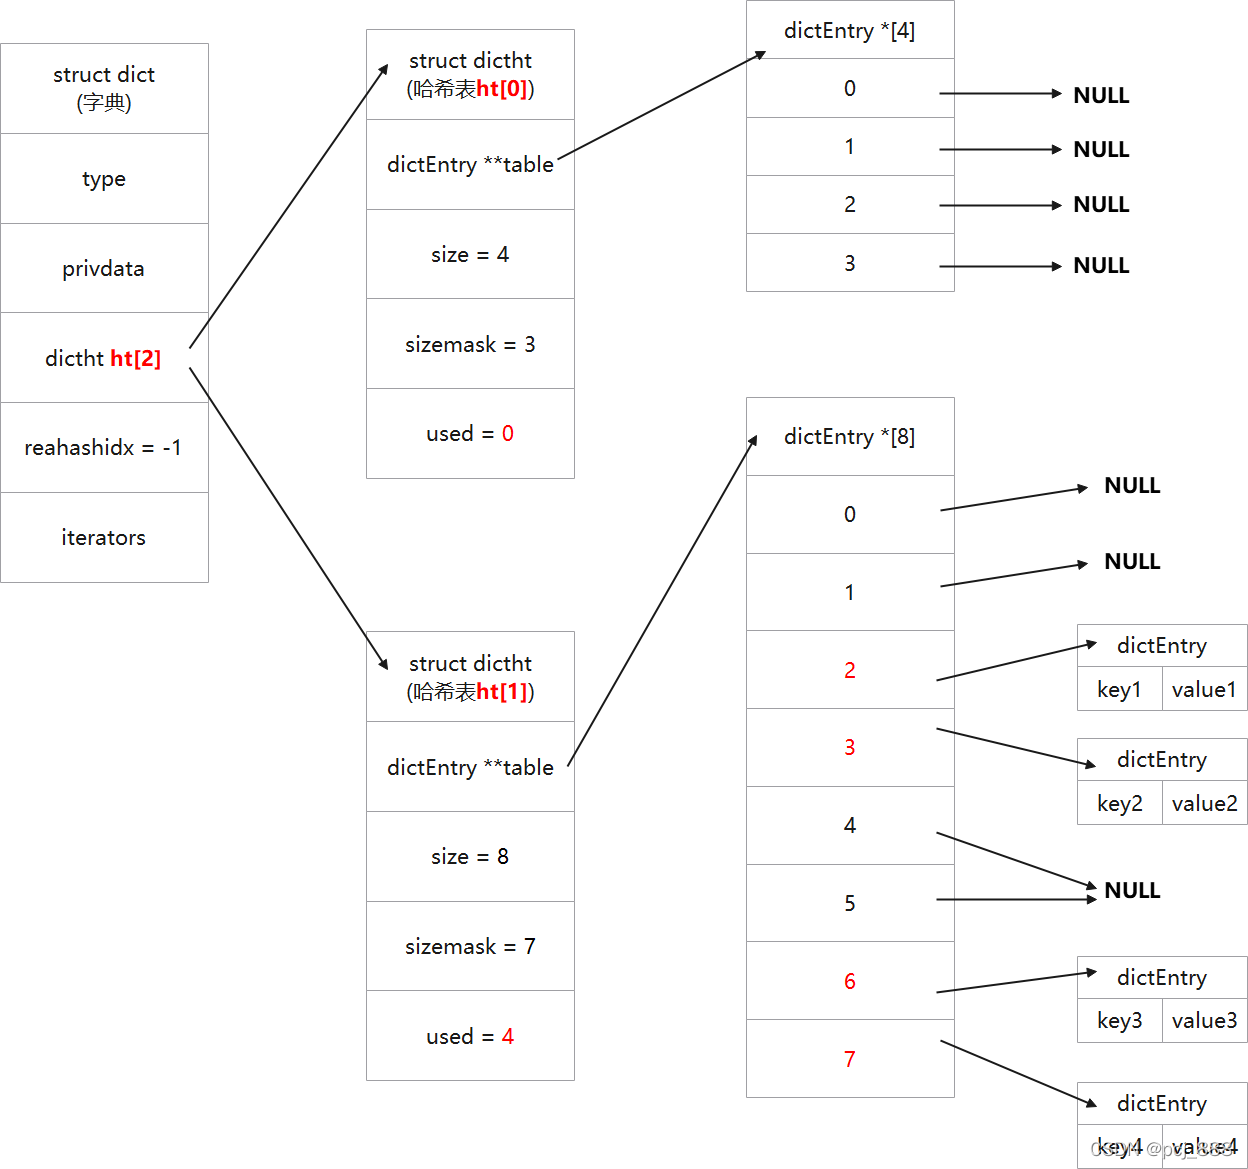 struct dict
(字典)
type
privdata
dictht ht[2]
reahashidx = -1
iterators
struct dictht
(哈希表ht[0])
dictEntry **table
size = 4
sizemask = 3
used = 0
struct dictht
(哈希表ht[1])
dictEntry **table
size = 8
sizemask = 7
used = 4
dictEntry *[4]
0
NULL
1
NULL
2
NULL
3
NULL
dictEntry *[8]
0
NULL
1
NULL
2
dictEntry
key1 value1
3
dictEntry
key2 value2
4
5
NULL
6
dictEntry
key3 value3
7
dictEntry
key4 value4